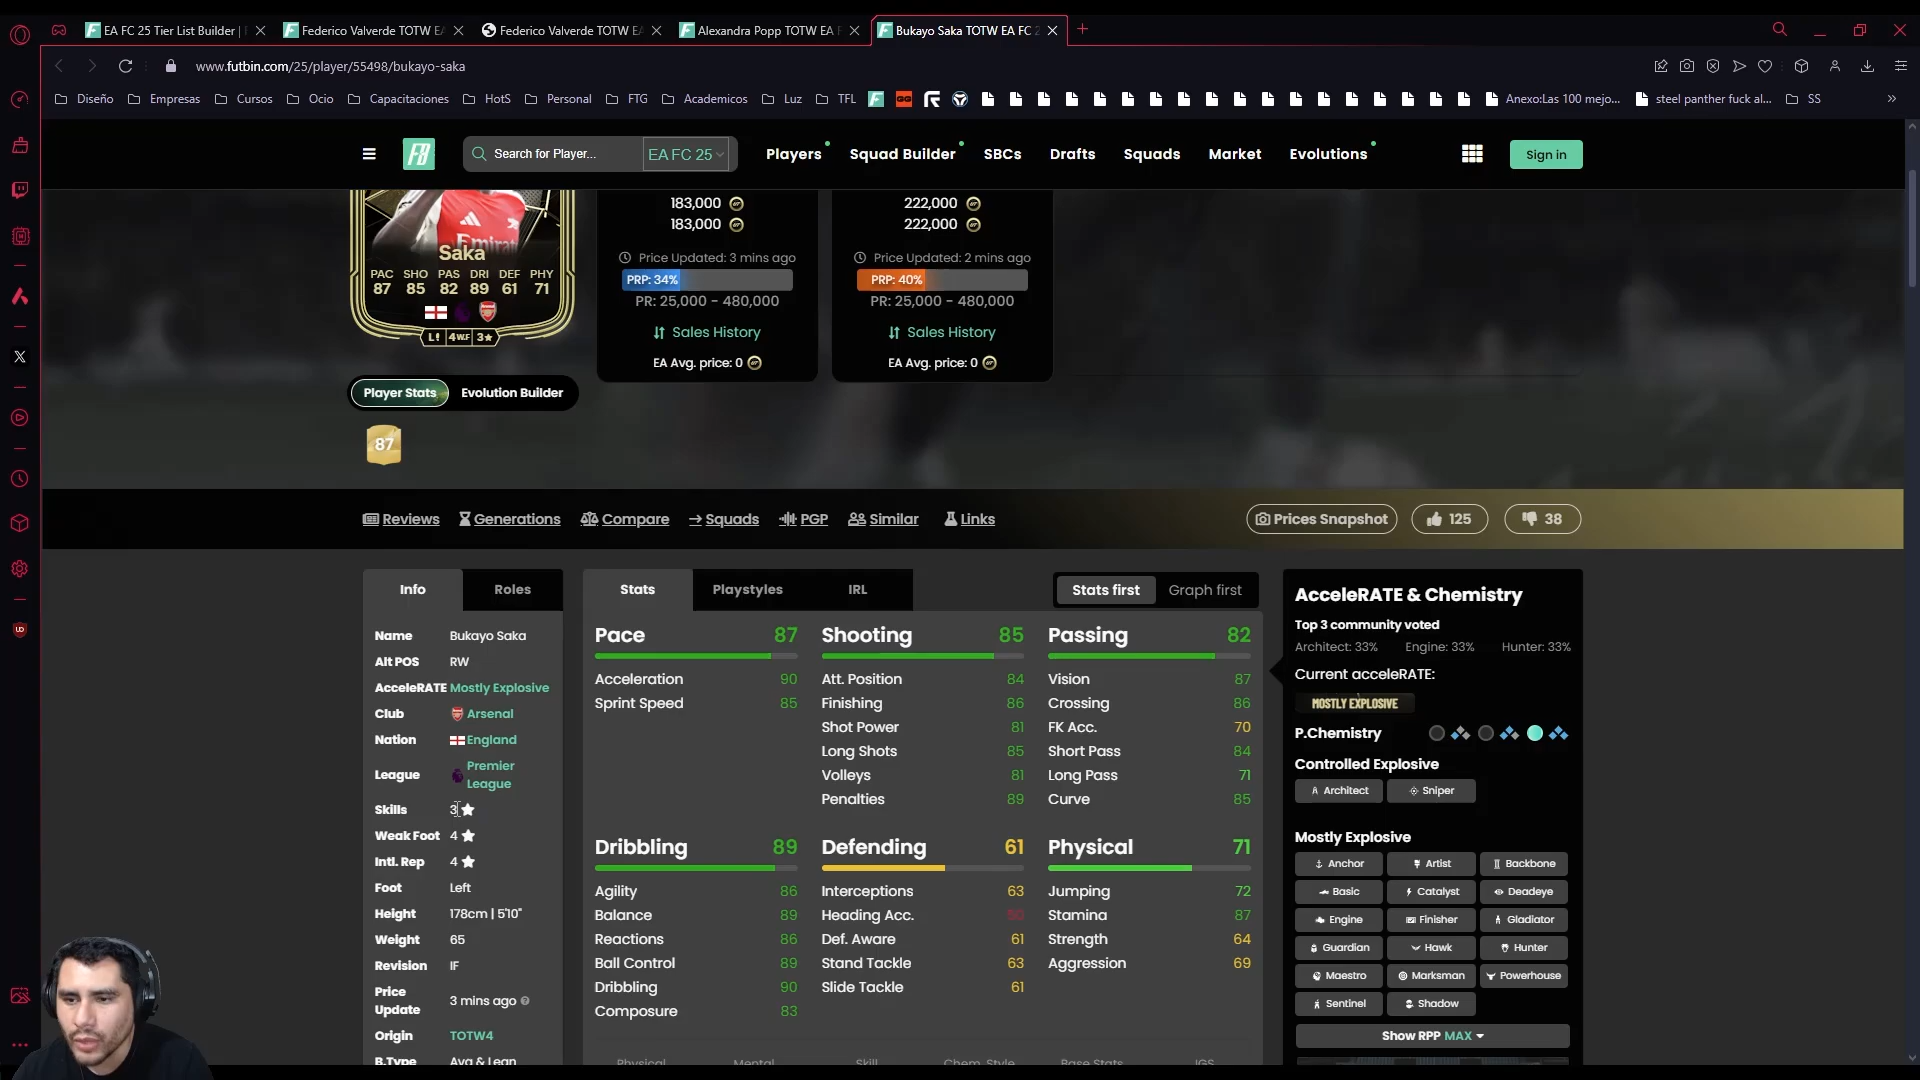 EA FC 25 Tier List Builder |
Federico Valverde TOTW EA
Federico Valverde TOTW EA
Alexandra Popp TOTW EA F
Bukayo Saka TOTW EA FC 2
www.futbin.com/25/player/55498/bukayo-saka
Diseño Empresas Cursos Ocio Capacitaciones HotS Personal FTG Academicos Luz TFL Anexo:Las 100 mejo... steel panther fuck al... SS
Search for Player... EA FC 25 Players Squad Builder SBCs Drafts Squads Market Evolutions Sign in
183,000 222,000
183,000 222,000
Emirat
Saka
PAC SHO PAS DRI DEF PHY
87 85 82 89 61 71
L! 4WF 3★
Price Updated: 3 mins ago
PRP: 34%
PR: 25,000 - 480,000
Sales History
EA Avg. price: 0
Price Updated: 2 mins ago
PRP: 40%
PR: 25,000 - 480,000
Sales History
EA Avg. price: 0
Player Stats Evolution Builder
87
Reviews Generations Compare Squads PGP Similar Links Prices Snapshot 125 38
Info Roles
Name Bukayo Saka
Alt POS RW
AcceleRATE Mostly Explosive
Club Arsenal
Nation England
League Premier
League
Skills 3
Weak Foot 4
Intl. Rep 4
Foot Left
Height 178cm | 5'10"
Weight 65
Revision IF
Price
Update 3 mins ago
Origin TOTW4
B.Type Avg & Lean
Stats Playstyles IRL Stats first Graph first
Pace 87
Acceleration 90
Sprint Speed 85
Shooting 85
Att. Position 84
Finishing 86
Shot Power 81
Long Shots 85
Volleys 81
Penalties 89
Passing 82
Vision 87
Crossing 86
FK Acc. 70
Short Pass 84
Long Pass 71
Curve 85
Dribbling 89
Agility 86
Balance 89
Reactions 86
Ball Control 89
Dribbling 90
Composure 83
Defending 61
Interceptions 63
Heading Acc. 50
Def. Aware 61
Stand Tackle 63
Slide Tackle 61
Physical 71
Jumping 72
Stamina 87
Strength 64
Aggression 69
Physical Mental Skill Chem. Style Base Stats IGS
AcceleRATE & Chemistry
Top 3 community voted
Architect: 33% Engine: 33% Hunter: 33%
Current acceleRATE:
MOSTLY EXPLOSIVE
P.Chemistry
Controlled Explosive
Architect Sniper
Mostly Explosive
Anchor Artist Backbone
Basic Catalyst Deadeye
Engine Finisher Gladiator
Guardian Hawk Hunter
Maestro Marksman Powerhouse
Sentinel Shadow
Show RPP MAX